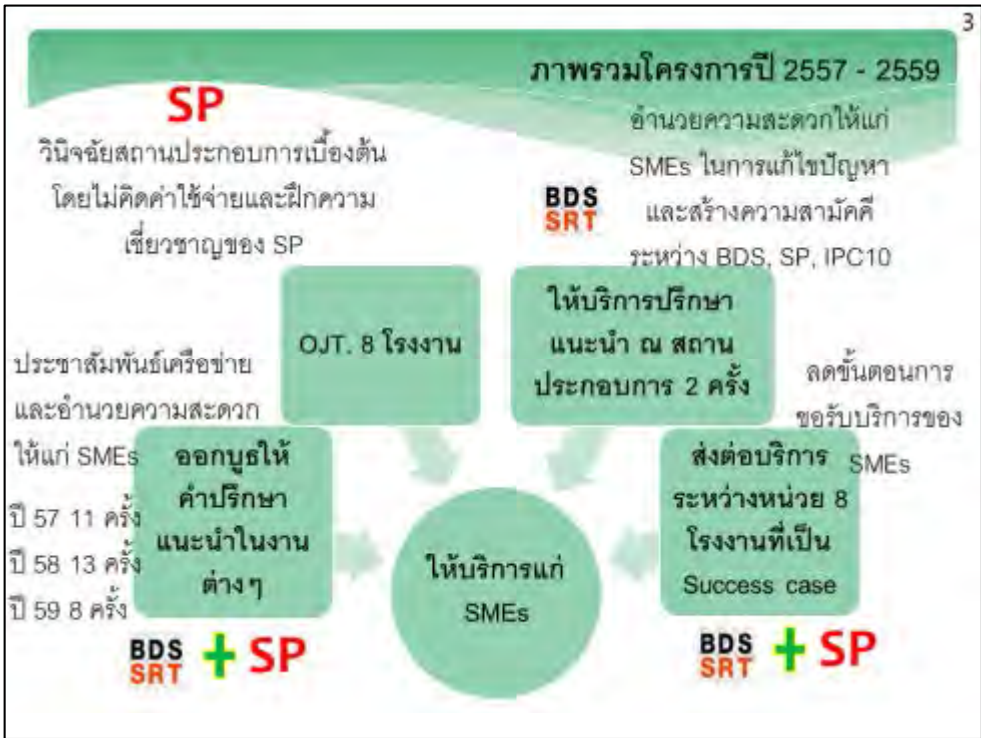 3
ภาพรวมโครงการปี 2557 - 2559
SP
วินิจฉัยสถานประกอบการเบื้องต้น
โดยไม่คิดค่าใช้จ่ายและฝึกความ
เชี่ยวชาญของ SP
BDS
SRT
อำนวยความสะดวกให้แก่
SMEs ในการแก้ไขปัญหา
และสร้างความสามัคคี
ระหว่าง BDS, SP, IPC10
OJT. 8 โรงงาน
ให้บริการปรึกษา
แนะนำ ณ สถาน
ประกอบการ 2 ครั้ง
ประชาสัมพันธ์เครือข่าย
และอำนวยความสะดวก
ให้แก่ SMEs
ปี 57 11 ครั้ง
ปี 58 13 ครั้ง
ปี 59 8 ครั้ง
ออกบูธให้
คำปรึกษา
แนะนำในงาน
ต่างๆ
BDS
SRT
+ SP
ให้บริการแก่
SMEs
ลดขั้นตอนการ
ขอรับบริการของ
SMEs
ส่งต่อบริการ
ระหว่างหน่วย 8
โรงงานที่เป็น
Success case
BDS
SRT
+ SP